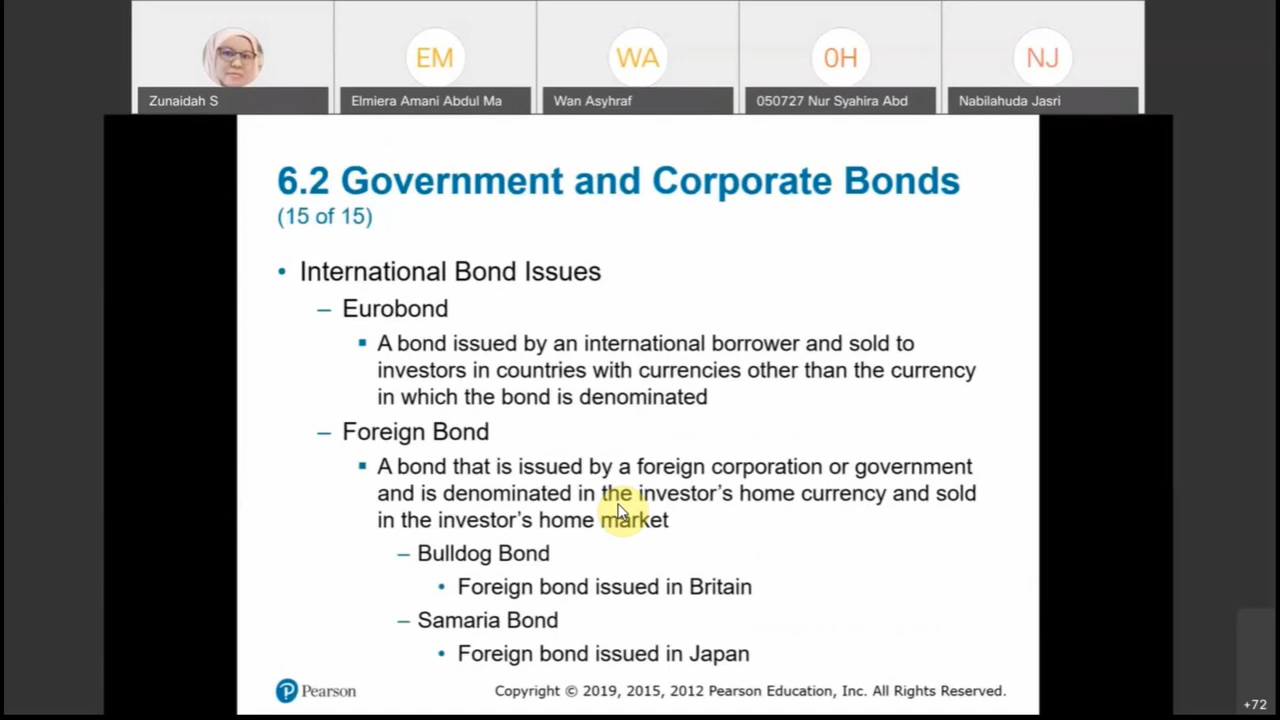 EM
WA
0H
NJ
Zunaidah S
Elmiera Amani Abdul Ma
Wan Asyhraf
050727 Nur Syahira Abd
Nabilahuda Jasri
6.2 Government and Corporate Bonds
(15 of 15)
• International Bond Issues
– Eurobond
▪ A bond issued by an international borrower and sold to
investors in countries with currencies other than the currency
in which the bond is denominated
– Foreign Bond
▪ A bond that is issued by a foreign corporation or government
and is denominated in the investor’s home currency and sold
in the investor’s home market
– Bulldog Bond
• Foreign bond issued in Britain
– Samaria Bond
• Foreign bond issued in Japan
P Pearson
Copyright © 2019, 2015, 2012 Pearson Education, Inc. All Rights Reserved.
+72